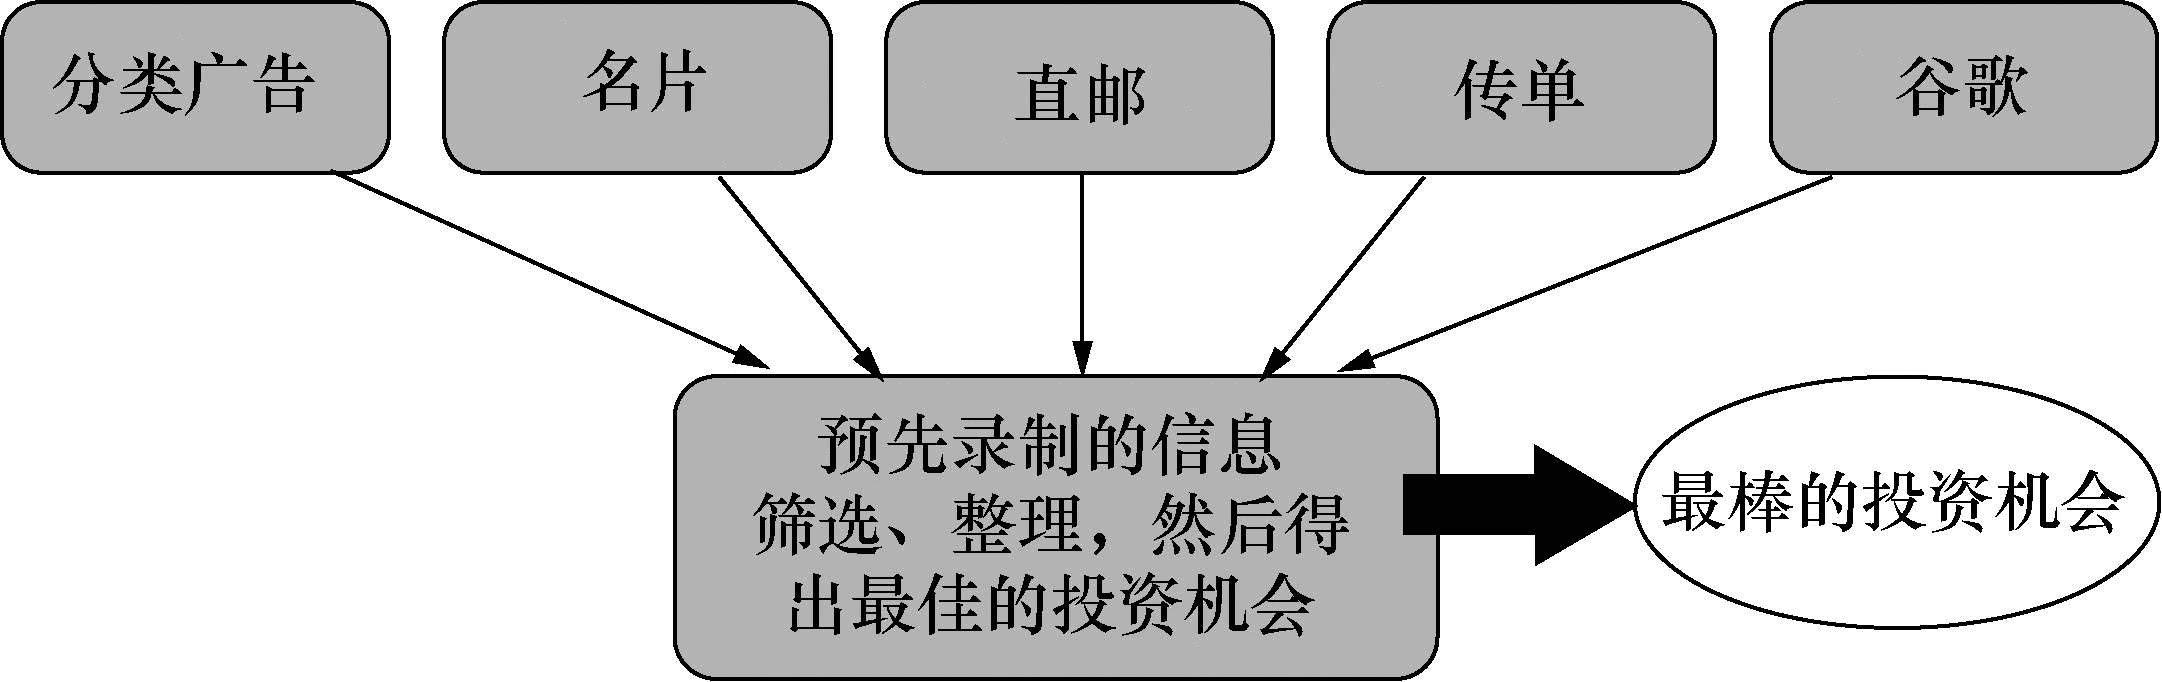 分类广告
名片
直邮
传单
谷歌
预先录制的信息
筛选、整理，然后得
出最佳的投资机会
最棒的投资机会